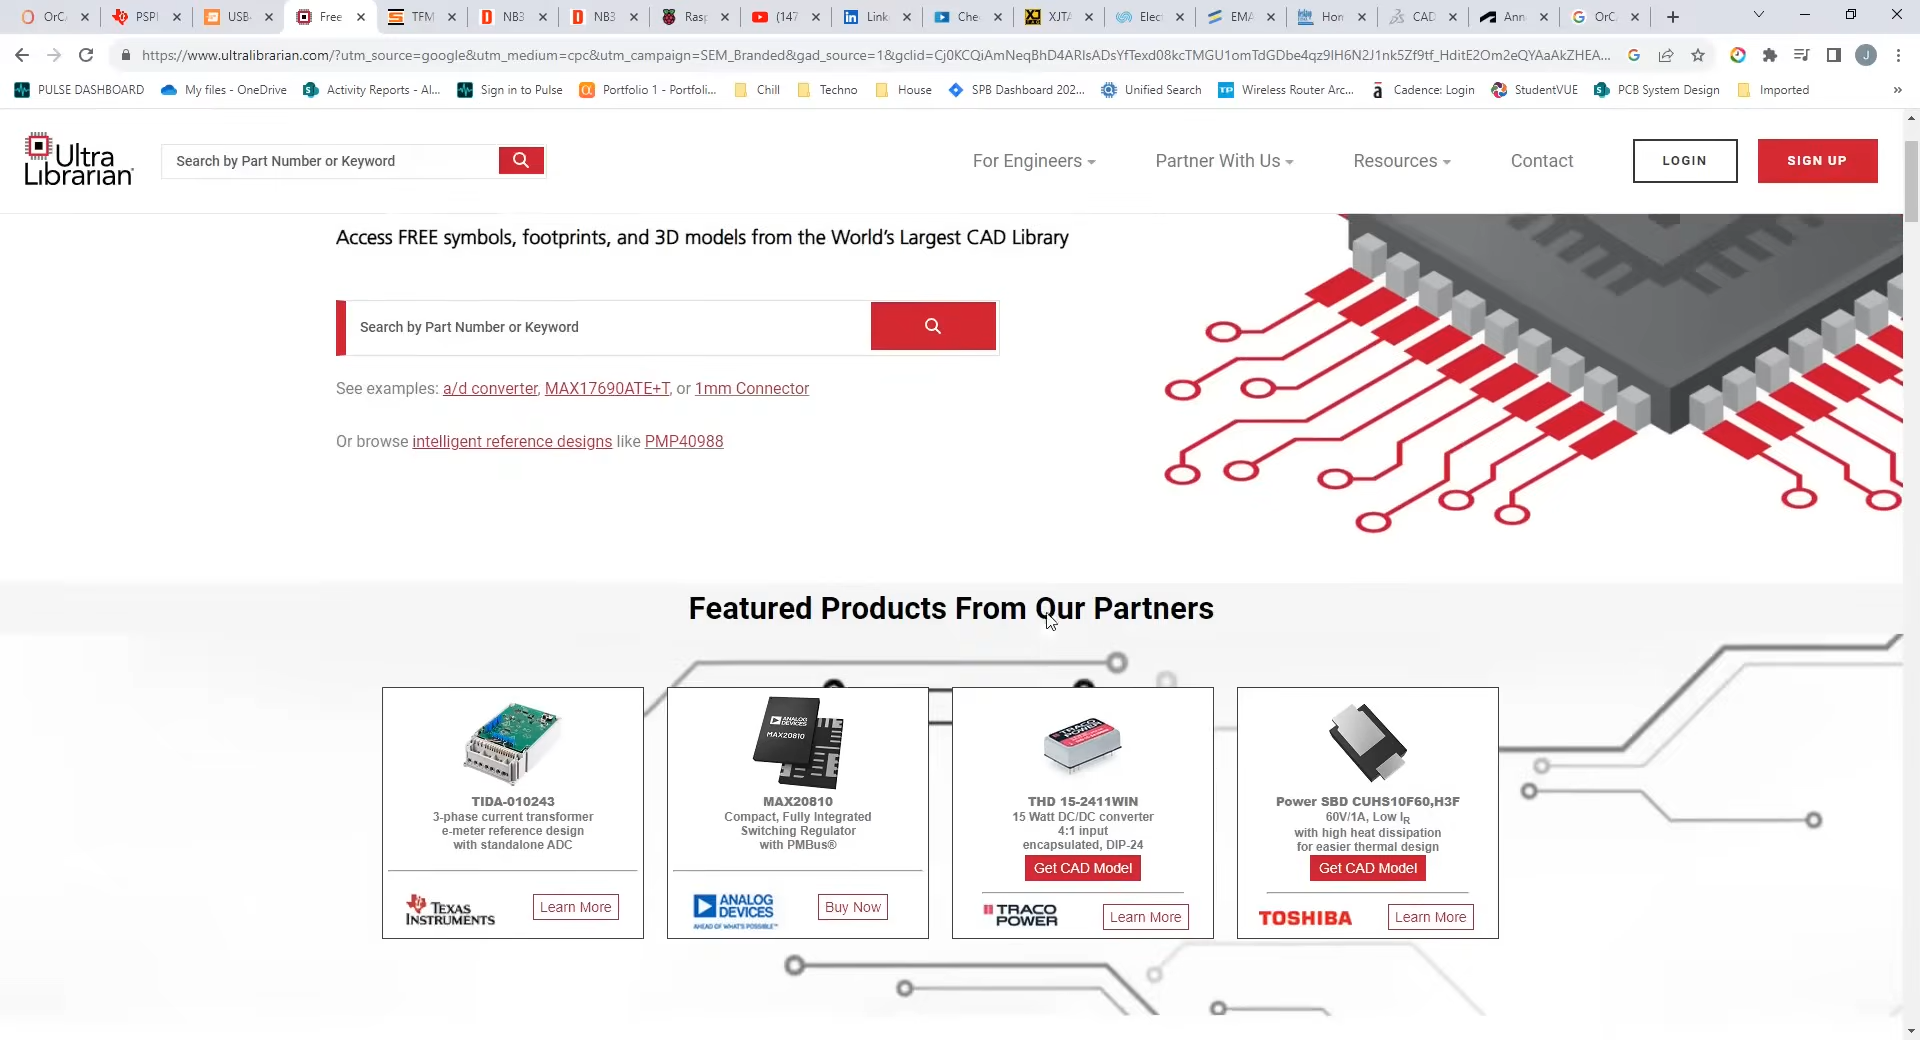 OrC
PSPI
USB-
Free
TFM
NB3
NB3
Rasp
(147
Link
Che
XJTA
Elec
EMA
Hon
CAD
Ann
OrC
https://www.ultralibrarian.com/?utm_source=google&utm_medium=cpc&utm_campaign=SEM_Branded&gad_source=1&gclid=Cj0KCQiAmNeqBhD4ARIsADsYfTexd08kcTMGU1omTdGDbe4qz9IH6N2J1nk5Zf9tf_HditE2Om2eQYAaAkZHEA...
J
PULSE DASHBOARD
My files - OneDrive
Activity Reports - Al...
Sign in to Pulse
Portfolio 1 - Portfoli...
Chill
Techno
House
SPB Dashboard 202...
Unified Search
Wireless Router Arc...
Cadence: Login
StudentVUE
PCB System Design
Imported
»
Ultra
Librarian
Search by Part Number or Keyword
For Engineers
Partner With Us
Resources
Contact
LOGIN
SIGN UP
Access FREE symbols, footprints, and 3D models from the World's Largest CAD Library
Search by Part Number or Keyword
See examples: a/d converter, MAX17690ATE+T, or 1mm Connector
Or browse intelligent reference designs like PMP40988
Featured Products From Our Partners
TIDA-010243
3-phase current transformer
e-meter reference design
with standalone ADC
TEXAS
INSTRUMENTS
Learn More
ANALOG
DEVICES
MAX20810
MAX20810
Compact, Fully Integrated
Switching Regulator
with PMBus®
ANALOG
DEVICES
AHEAD OF WHAT'S POSSIBLE™
Buy Now
TRACO
POWER
THD 15-2411WIN
15 Watt DC/DC converter
4:1 input
encapsulated, DIP-24
Get CAD Model
TRACO
POWER
Learn More
Power SBD CUHS10F60,H3F
60V/1A, Low IR
with high heat dissipation
for easier thermal design
Get CAD Model
TOSHIBA
Learn More